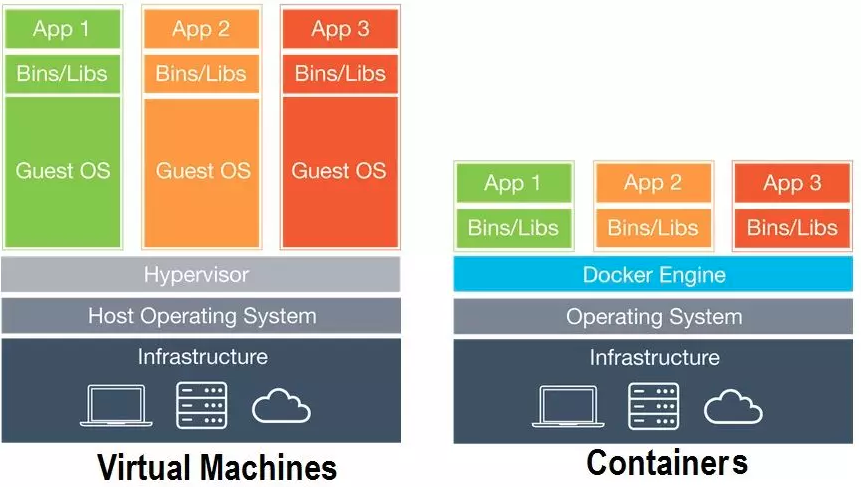 App 1
App 2
App 3
Bins/Libs
Bins/Libs
Bins/Libs
Guest OS
Guest OS
Guest OS
Hypervisor
Host Operating System
Infrastructure
Virtual Machines
App 1
App 2
App 3
Bins/Libs
Bins/Libs
Bins/Libs
Docker Engine
Operating System
Infrastructure
Containers